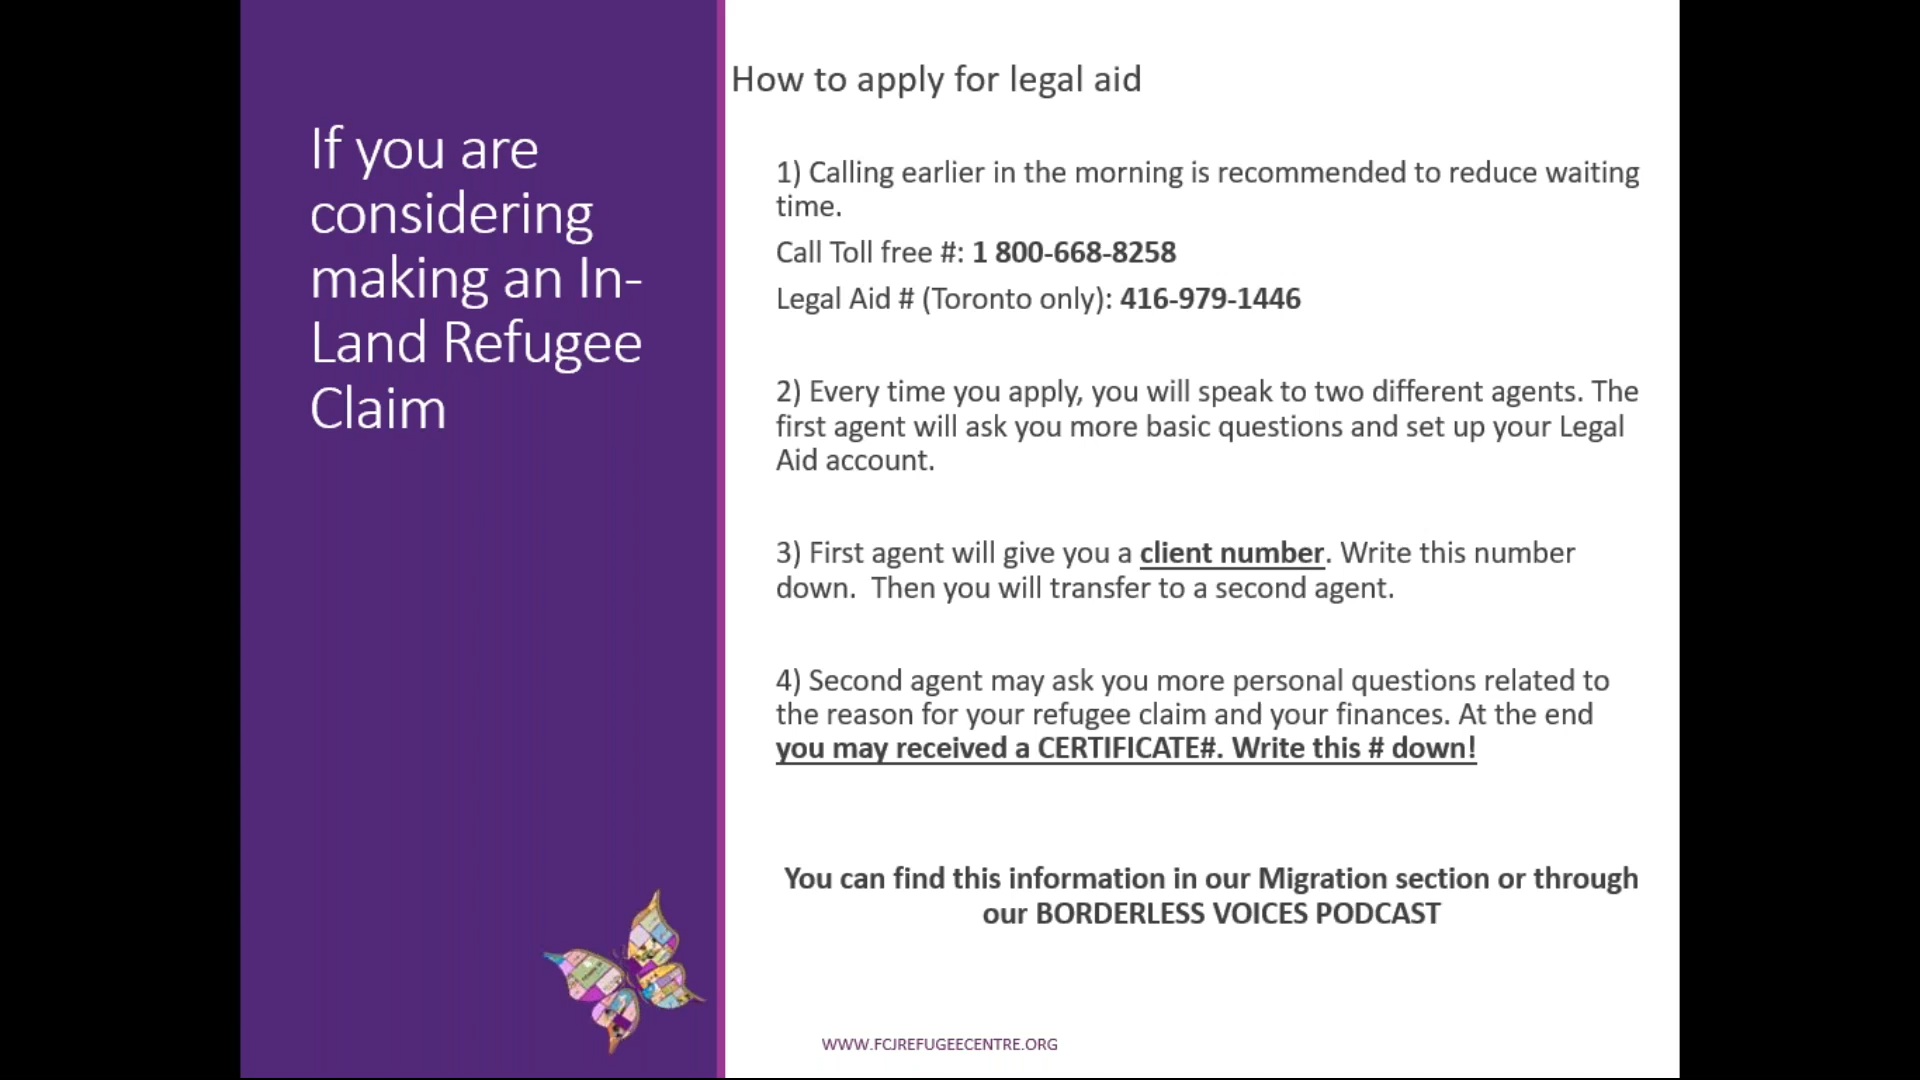 If you are
considering
making an In-
Land Refugee
Claim
How to apply for legal aid
1) Calling earlier in the morning is recommended to reduce waiting
time.
Call Toll free #: 1 800-668-8258
Legal Aid # (Toronto only): 416-979-1446
2) Every time you apply, you will speak to two different agents. The
first agent will ask you more basic questions and set up your Legal
Aid account.
3) First agent will give you a client number. Write this number
down.  Then you will transfer to a second agent.
4) Second agent may ask you more personal questions related to
the reason for your refugee claim and your finances. At the end
you may received a CERTIFICATE#. Write this # down!
You can find this information in our Migration section or through
our BORDERLESS VOICES PODCAST
WWW.FCJREFUGEECENTRE.ORG